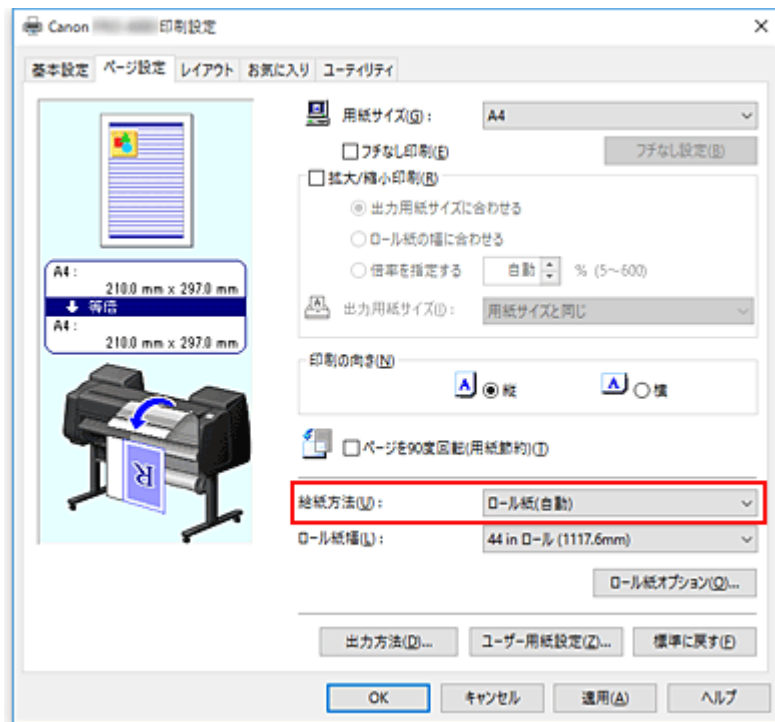 Canon 印刷設定
基本設定 ページ設定 レイアウト お気に入り ユーティリティ
用紙サイズ(G): A4
フチなし印刷(E) フチなし設定(B)
拡大/縮小印刷(R)
出力用紙サイズに合わせる
ロール紙の幅に合わせる
倍率を指定する 自動 % (5～600)
出力用紙サイズ(I): 用紙サイズと同じ
A4:
210.0 mm x 297.0 mm
等倍
A4:
210.0 mm x 297.0 mm
印刷の向き(N)
A 縦 A 横
ページを90度回転(用紙節約)(T)
R
給紙方法(U): ロール紙(自動)
ロール紙幅(L): 44 in ロール (1117.6mm)
ロール紙オプション(O)...
出力方法(D)... ユーザー用紙設定(Z)... 標準に戻す(F)
OK キャンセル 適用(A) ヘルプ